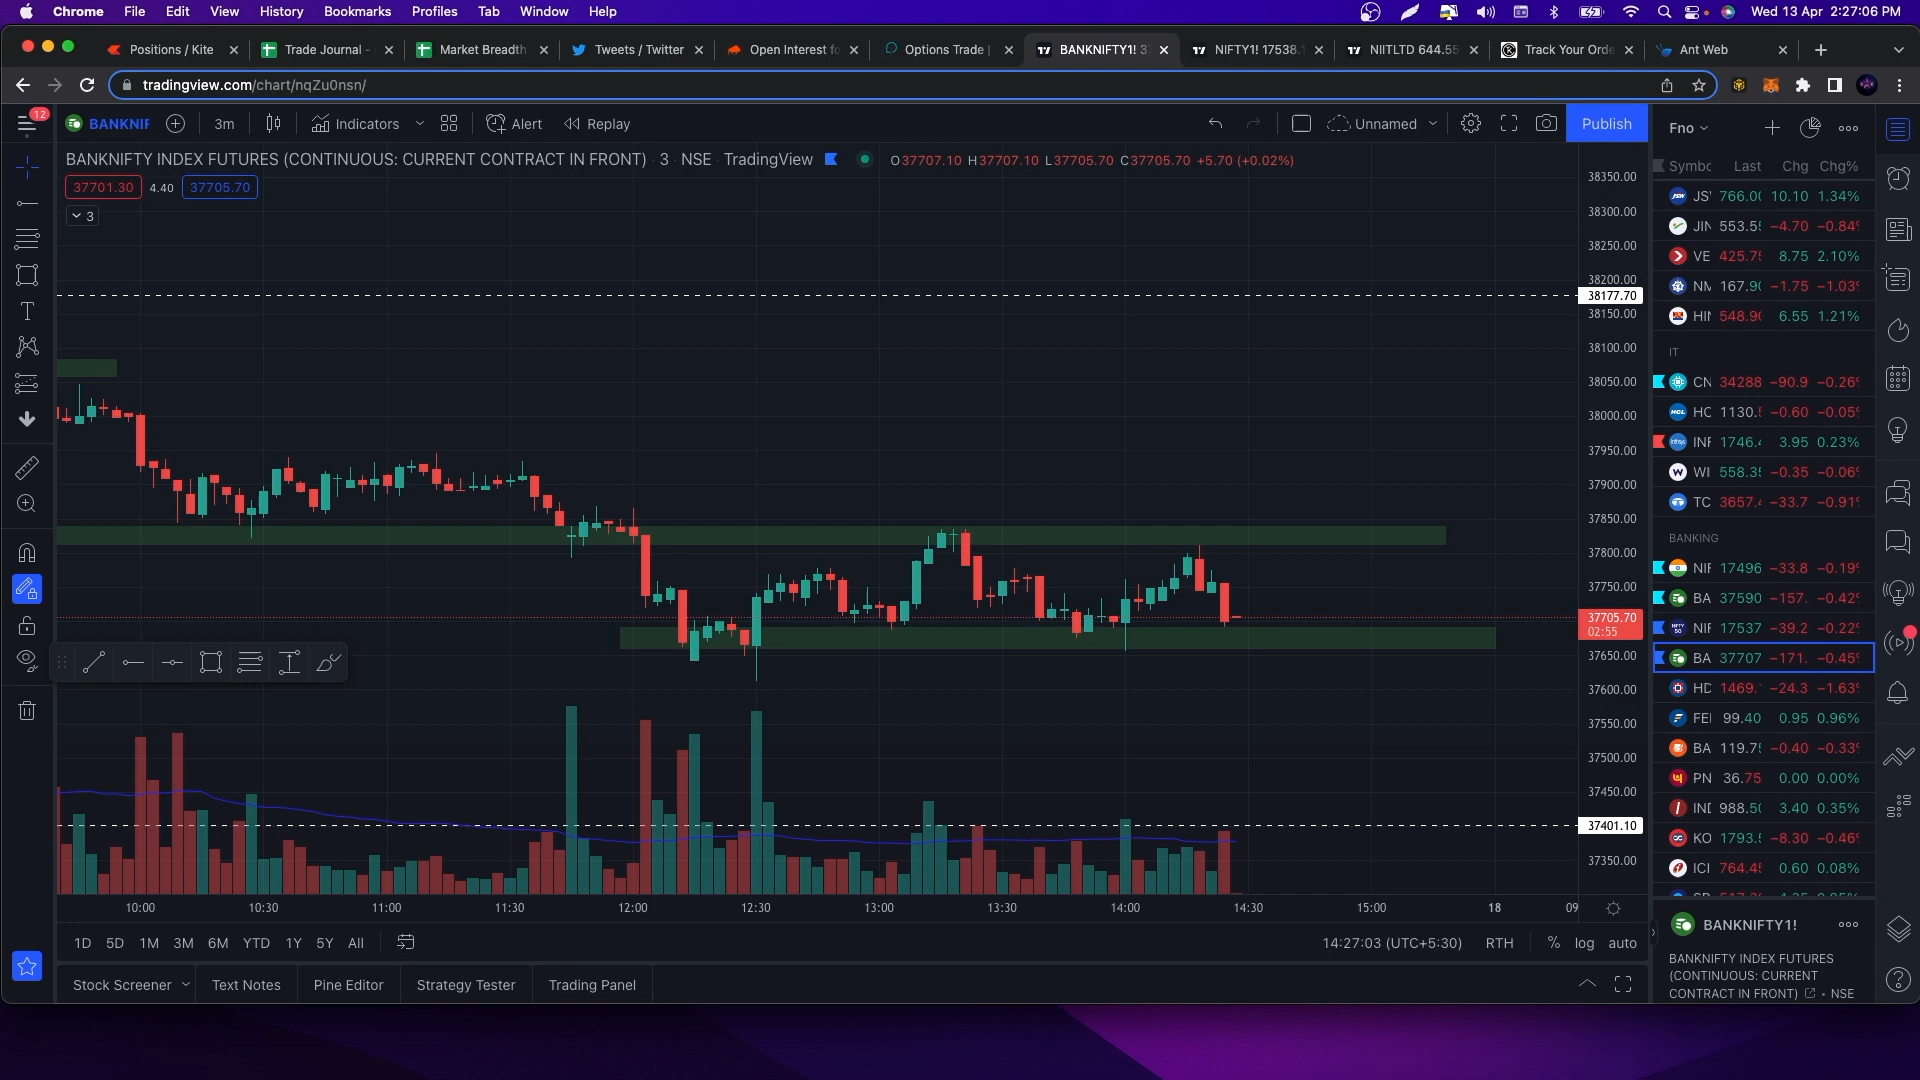 Chrome File Edit View History Bookmarks Profiles Tab Window Help Wed 13 Apr 2:27:06 PM
Positions / Kite Trade Journal - Market Breadth Tweets / Twitter Open Interest fo Options Trade | BANKNIFTY1! 37 NIFTY1! 17538. NIITLTD 644.55 Track Your Orde Ant Web
tradingview.com/chart/nqZu0nsn/
12
BANKNIF 3m Indicators Alert Replay Unnamed Publish
BANKNIFTY INDEX FUTURES (CONTINUOUS: CURRENT CONTRACT IN FRONT) · 3 · NSE · TradingView O37707.10 H37707.10 L37705.70 C37705.70 +5.70 (+0.02%)
37701.30 4.40 37705.70
3
38350.00
38300.00
38250.00
38200.00
38177.70
38150.00
38100.00
38050.00
38000.00
37950.00
37900.00
37850.00
37800.00
37750.00
37705.70
02:55
37650.00
37600.00
37550.00
37500.00
37450.00
37401.10
37350.00
10:00 10:30 11:00 11:30 12:00 12:30 13:00 13:30 14:00 14:30 15:00 18 09
1D 5D 1M 3M 6M YTD 1Y 5Y All 14:27:03 (UTC+5:30) RTH % log auto
Stock Screener Text Notes Pine Editor Strategy Tester Trading Panel
Fno
Symbo Last Chg Chg%
JSW 766.00 10.10 1.34%
JIN 553.5 −4.70 −0.84
VE 425.7 8.75 2.10%
NM 167.90 −1.75 −1.03
HIN 548.90 6.55 1.21%
IT
CN 34288 −90.9 −0.26
HC 1130. −0.60 −0.05
INF 1746.4 3.95 0.23%
WI 558.35 −0.35 −0.06
TC 3657.4 −33.7 −0.91
BANKING
NIF 17496 −33.8 −0.19
BA 37590 −157. −0.42
NIF 17537 −39.2 −0.22
BA 37707 −171. −0.45
HD 1469. −24.3 −1.63
FE 99.40 0.95 0.96%
BA 119.7 −0.40 −0.33
PN 36.75 0.00 0.00%
IND 988.50 3.40 0.35%
KO 1793.5 −8.30 −0.46
ICI 764.45 0.60 0.08%
BANKNIFTY1!
BANKNIFTY INDEX FUTURES
(CONTINUOUS: CURRENT
CONTRACT IN FRONT) · NSE